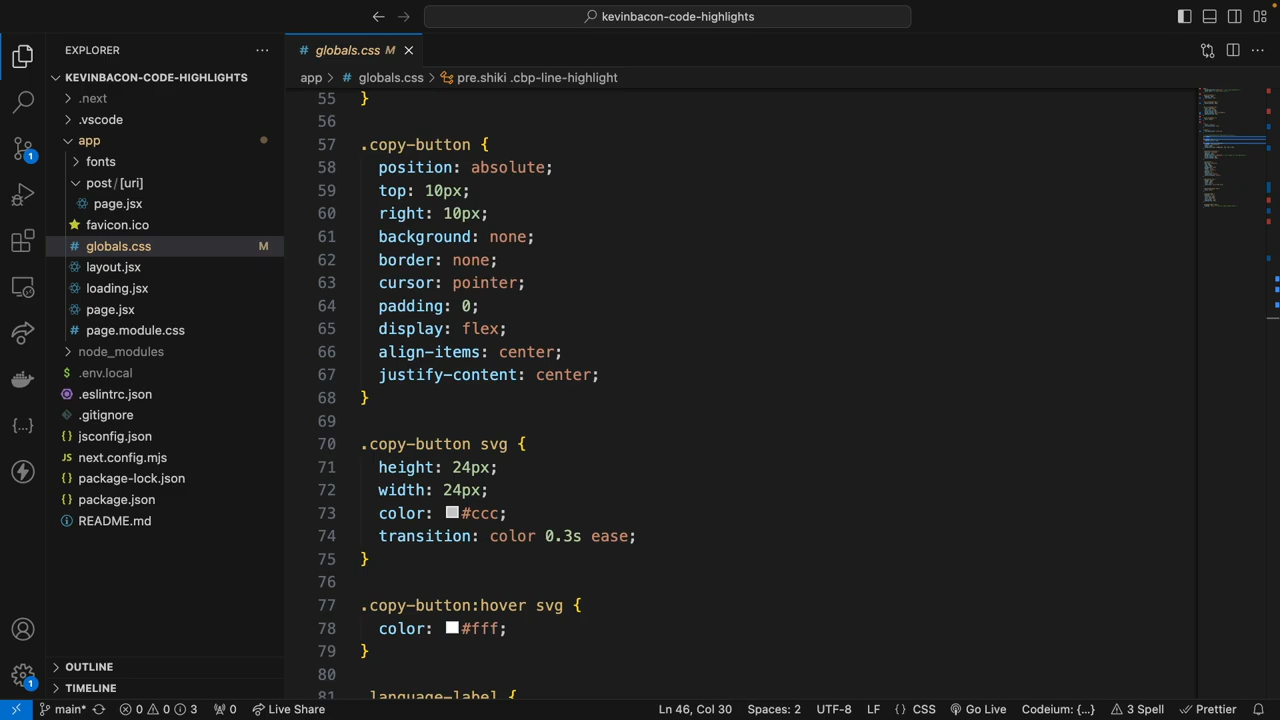 kevinbacon-code-highlights
EXPLORER
# globals.css M
app > # globals.css > pre.shiki .cbp-line-highlight
KEVINBACON-CODE-HIGHLIGHTS
.next
.vscode
app
fonts
post/[uri]
page.jsx
favicon.ico
# globals.css M
layout.jsx
loading.jsx
page.jsx
# page.module.css
node_modules
$ .env.local
.eslintrc.json
.gitignore
{} jsconfig.json
JS next.config.mjs
{} package-lock.json
{} package.json
README.md
OUTLINE
TIMELINE
1
1
55 }
56
57 .copy-button {
58 position: absolute;
59 top: 10px;
60 right: 10px;
61 background: none;
62 border: none;
63 cursor: pointer;
64 padding: 0;
65 display: flex;
66 align-items: center;
67 justify-content: center;
68 }
69
70 .copy-button svg {
71 height: 24px;
72 width: 24px;
73 color: #ccc;
74 transition: color 0.3s ease;
75 }
76
77 .copy-button:hover svg {
78 color: #fff;
79 }
80
81 .language-label {
main* 0 0 3 0 Live Share Ln 46, Col 30 Spaces: 2 UTF-8 LF {} CSS Go Live Codeium: {...} 3 Spell Prettier